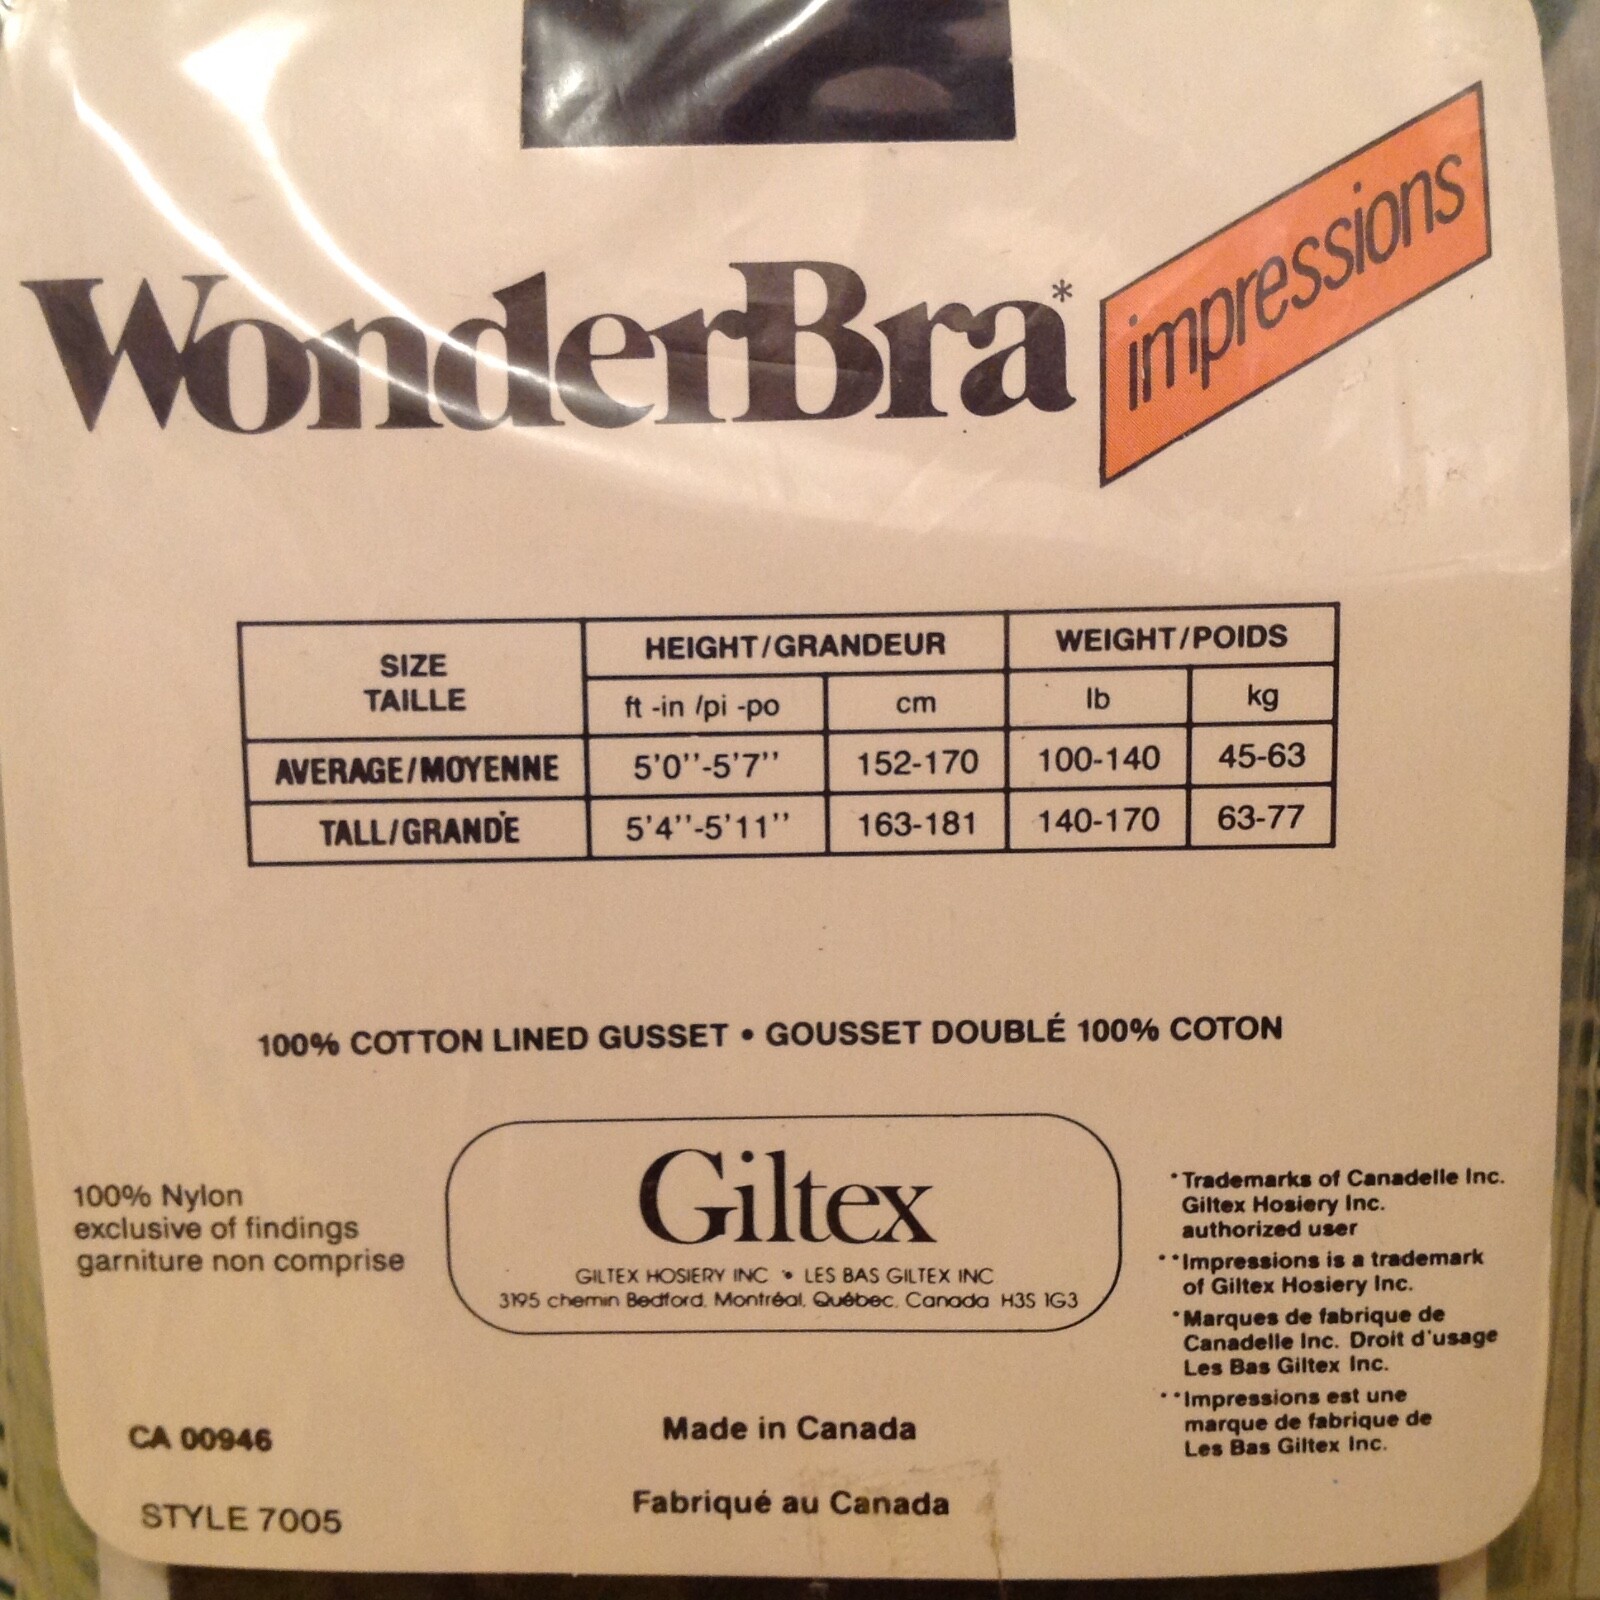 WonderBra* impressions
SIZE TAILLE HEIGHT/GRANDEUR WEIGHT/POIDS
ft -in /pi -po cm lb kg
AVERAGE/MOYENNE 5'0''-5'7'' 152-170 100-140 45-63
TALL/GRANDE 5'4''-5'11'' 163-181 140-170 63-77
100% COTTON LINED GUSSET • GOUSSET DOUBLÉ 100% COTON
100% Nylon
exclusive of findings
garniture non comprise
Giltex
GILTEX HOSIERY INC • LES BAS GILTEX INC
3195 chemin Bedford, Montréal, Québec, Canada H3S 1G3
*Trademarks of Canadelle Inc.
Giltex Hosiery Inc.
authorized user
**Impressions is a trademark
of Giltex Hosiery Inc.
*Marques de fabrique de
Canadelle Inc. Droit d'usage
Les Bas Giltex Inc.
**Impressions est une
marque de fabrique de
Les Bas Giltex Inc.
CA 00946
STYLE 7005
Made in Canada
Fabriqué au Canada